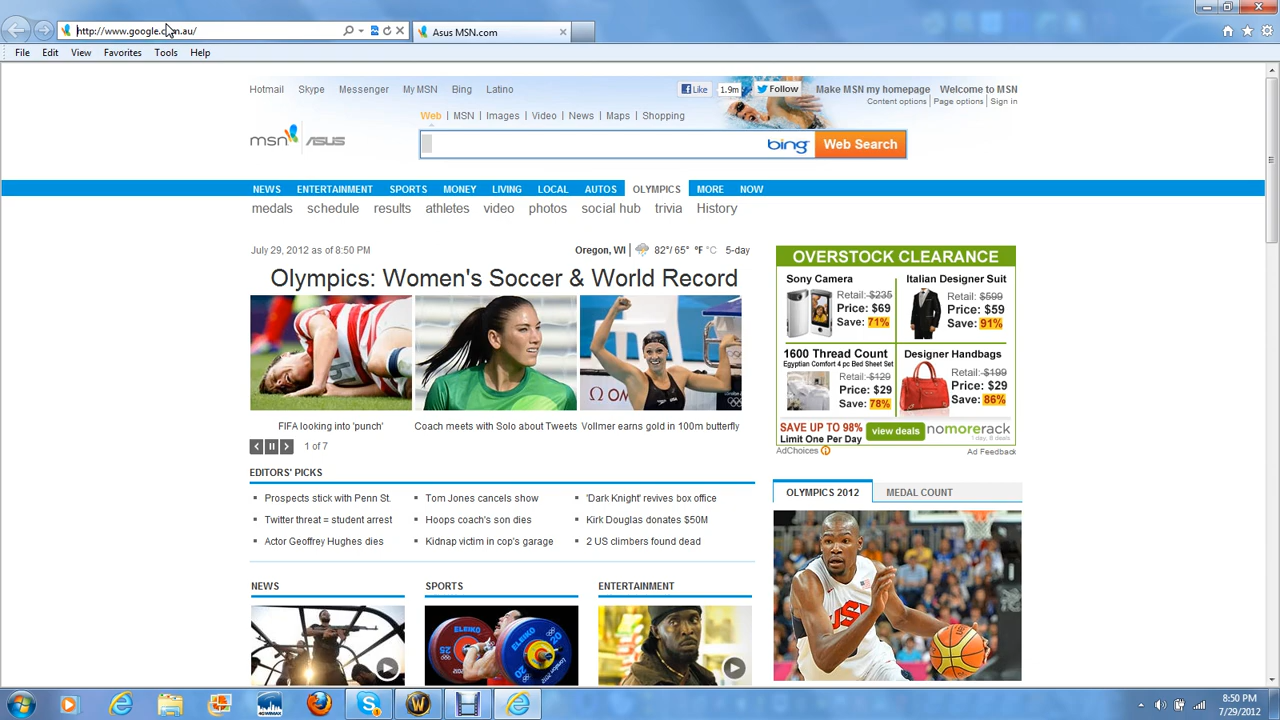 http://www.google.com.au/
Asus MSN.com
File Edit View Favorites Tools Help
Hotmail Skype Messenger My MSN Bing Latino
Like 1.9m Follow
Make MSN my homepage Welcome to MSN
Content options | Page options | Sign in
Web | MSN | Images | Video | News | Maps | Shopping
msn ASUS
bing Web Search
NEWS ENTERTAINMENT SPORTS MONEY LIVING LOCAL AUTOS OLYMPICS MORE NOW
medals schedule results athletes video photos social hub trivia History
July 29, 2012 as of 8:50 PM
Oregon, WI | 82°/ 65° °F °C 5-day
Olympics: Women's Soccer & World Record
FIFA looking into 'punch'
Coach meets with Solo about Tweets
Vollmer earns gold in 100m butterfly
1 of 7
OVERSTOCK CLEARANCE
Sony Camera
Retail: $235
Price: $69
Save: 71%
Italian Designer Suit
Retail: $599
Price: $59
Save: 91%
1600 Thread Count
Egyptian Comfort 4 pc Bed Sheet Set
Retail: $129
Price: $29
Save: 78%
Designer Handbags
Retail: $199
Price: $29
Save: 86%
SAVE UP TO 98%
Limit One Per Day
view deals
nomorerack
1 day, 8 deals
AdChoices
Ad Feedback
EDITORS' PICKS
Prospects stick with Penn St.
Twitter threat = student arrest
Actor Geoffrey Hughes dies
Tom Jones cancels show
Hoops coach's son dies
Kidnap victim in cop's garage
'Dark Knight' revives box office
Kirk Douglas donates $50M
2 US climbers found dead
OLYMPICS 2012 MEDAL COUNT
NEWS
SPORTS
ENTERTAINMENT
ELEIKO
ELEIKO
8:50 PM
7/29/2012